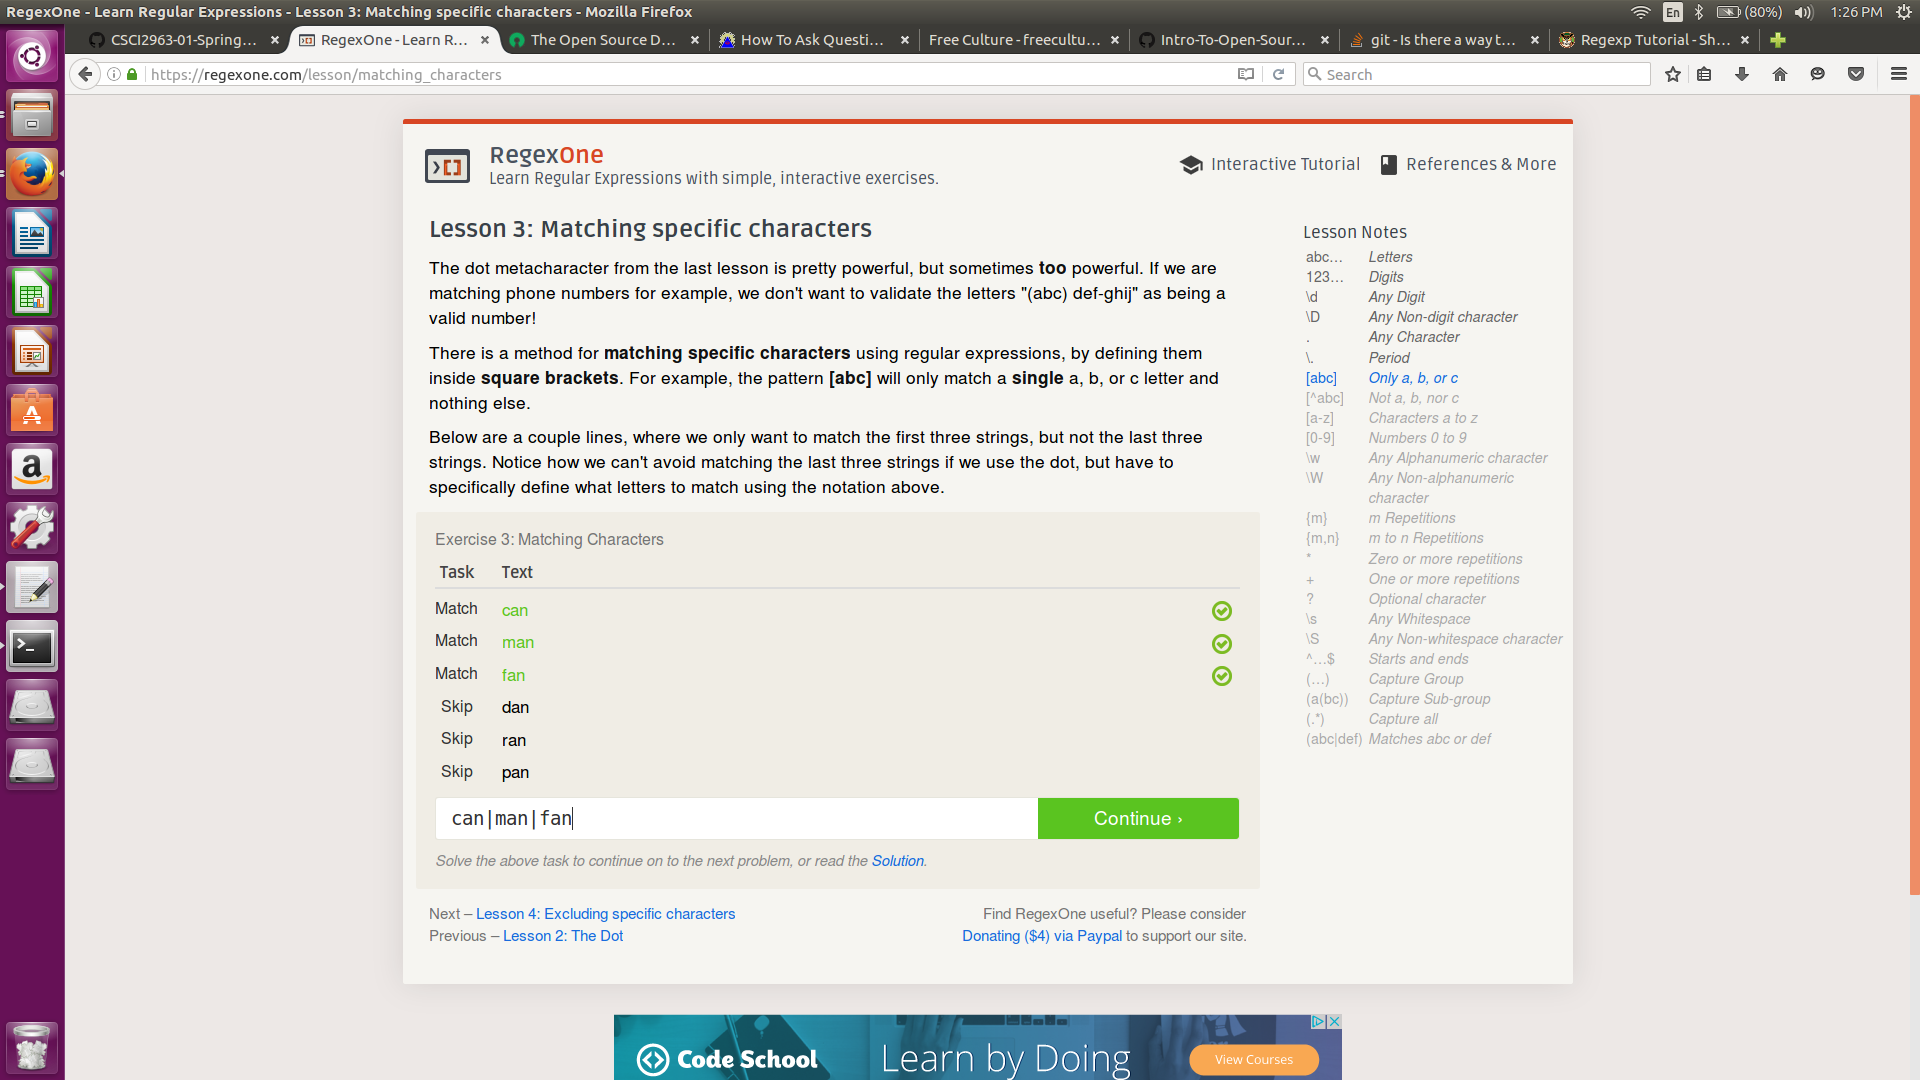 RegexOne - Learn Regular Expressions - Lesson 3: Matching specific characters - Mozilla Firefox
En (80%) 1:26 PM
CSCI2963-01-Spring... × RegexOne - Learn R... × The Open Source D... × How To Ask Questi... × Free Culture - freecultu... × Intro-To-Open-Sour... × git - Is there a way t... × Regexp Tutorial - Sh... ×
https://regexone.com/lesson/matching_characters
Search
RegexOne
Learn Regular Expressions with simple, interactive exercises.
Interactive Tutorial
References & More
Lesson 3: Matching specific characters
The dot metacharacter from the last lesson is pretty powerful, but sometimes too powerful. If we are
matching phone numbers for example, we don't want to validate the letters "(abc) def-ghij" as being a
valid number!
There is a method for matching specific characters using regular expressions, by defining them
inside square brackets. For example, the pattern [abc] will only match a single a, b, or c letter and
nothing else.
Below are a couple lines, where we only want to match the first three strings, but not the last three
strings. Notice how we can't avoid matching the last three strings if we use the dot, but have to
specifically define what letters to match using the notation above.
Exercise 3: Matching Characters
Task Text
Match can
Match man
Match fan
Skip dan
Skip ran
Skip pan
can|man|fan
Continue ›
Solve the above task to continue on to the next problem, or read the Solution.
Next – Lesson 4: Excluding specific characters
Previous – Lesson 2: The Dot
Find RegexOne useful? Please consider
Donating ($4) via Paypal to support our site.
Lesson Notes
abc... Letters
123... Digits
\d Any Digit
\D Any Non-digit character
. Any Character
\. Period
[abc] Only a, b, or c
[^abc] Not a, b, nor c
[a-z] Characters a to z
[0-9] Numbers 0 to 9
\w Any Alphanumeric character
\W Any Non-alphanumeric
character
{m} m Repetitions
{m,n} m to n Repetitions
* Zero or more repetitions
+ One or more repetitions
? Optional character
\s Any Whitespace
\S Any Non-whitespace character
^...$ Starts and ends
(...) Capture Group
(a(bc)) Capture Sub-group
(.*) Capture all
(abc|def) Matches abc or def
Code School
Learn by Doing
View Courses